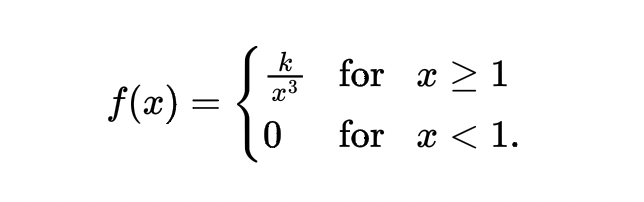 f(x) = { k/x³ for x ≥ 1
0 for x < 1.